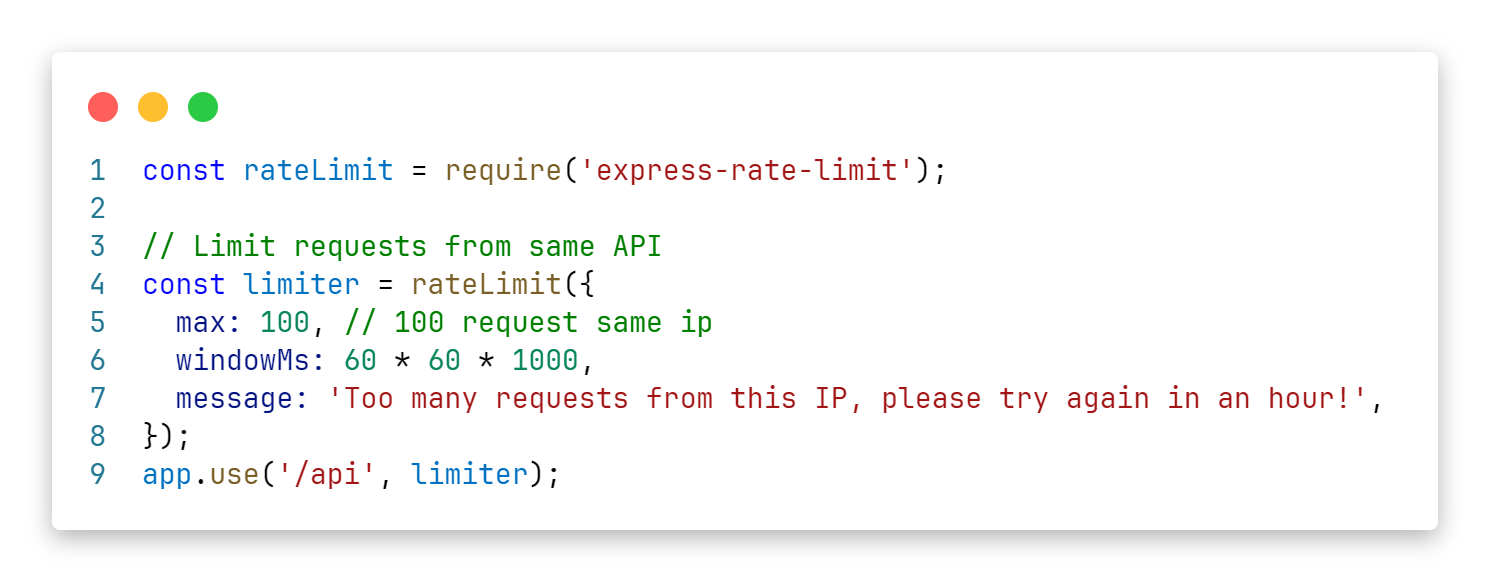 1 const rateLimit = require('express-rate-limit');
2
3 // Limit requests from same API
4 const limiter = rateLimit({
5   max: 100, // 100 request same ip
6   windowMs: 60 * 60 * 1000,
7   message: 'Too many requests from this IP, please try again in an hour!',
8 });
9 app.use('/api', limiter);